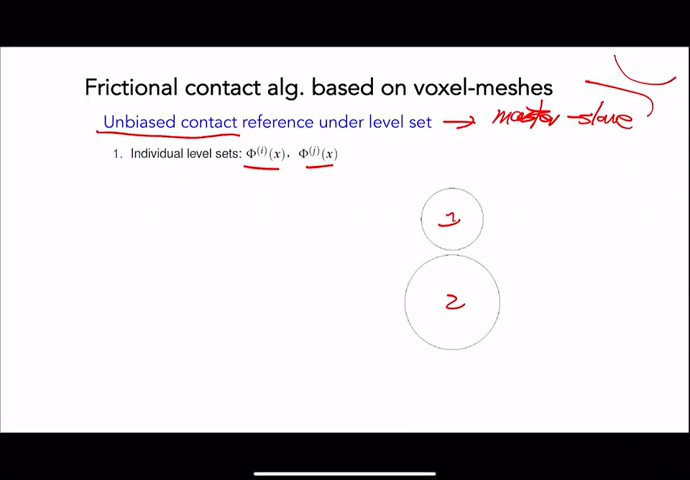 Frictional contact alg. based on voxel-meshes
Unbiased contact reference under level set → master-slave
1. Individual level sets: Φ⁽ⁱ⁾(x), Φ⁽ʲ⁾(x)
1
2